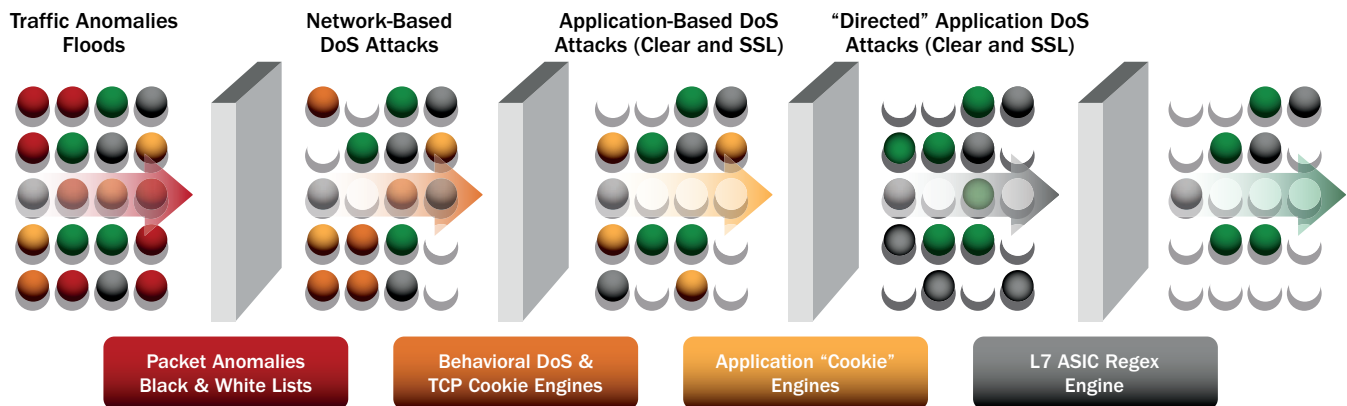 Traffic Anomalies
Floods
Network-Based
DoS Attacks
Application-Based DoS
Attacks (Clear and SSL)
“Directed” Application DoS
Attacks (Clear and SSL)
Packet Anomalies
Black & White Lists
Behavioral DoS &
TCP Cookie Engines
Application “Cookie”
Engines
L7 ASIC Regex
Engine